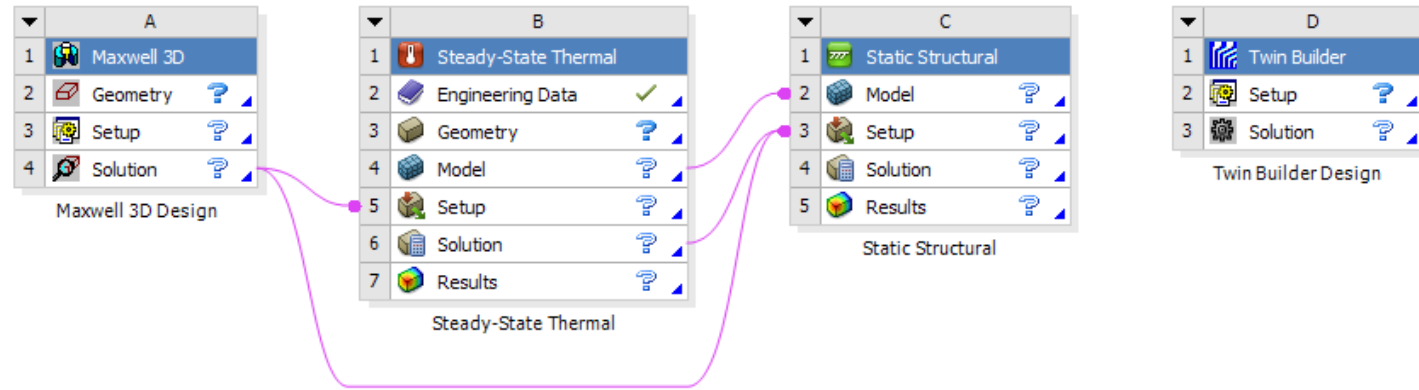 A
1 Maxwell 3D
2 Geometry
3 Setup
4 Solution
Maxwell 3D Design
B
1 Steady-State Thermal
2 Engineering Data
3 Geometry
4 Model
5 Setup
6 Solution
7 Results
Steady-State Thermal
C
1 Static Structural
2 Model
3 Setup
4 Solution
5 Results
Static Structural
D
1 Twin Builder
2 Setup
3 Solution
Twin Builder Design